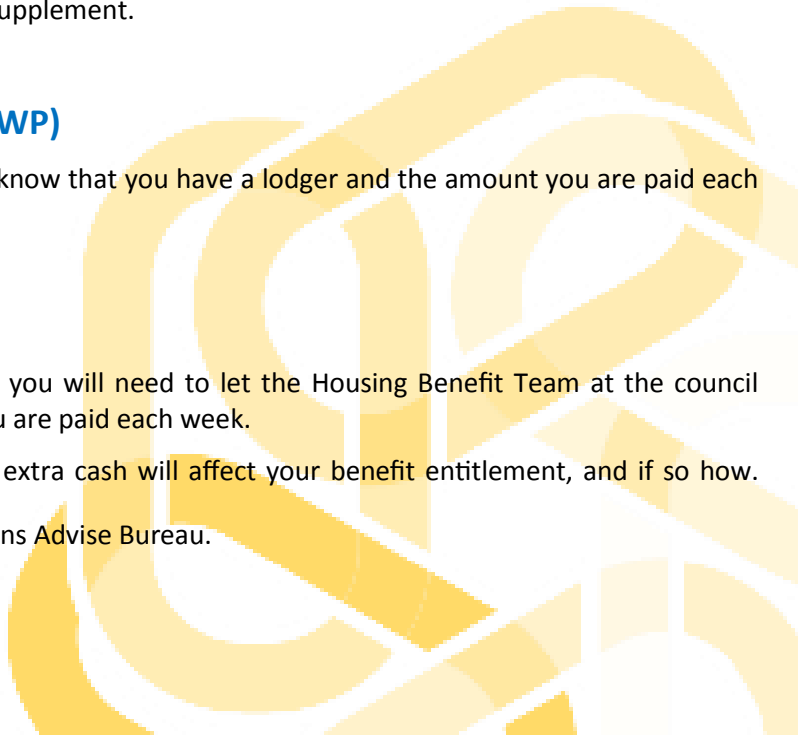 upplement.
WP)
know that you have a lodger and the amount you are paid each
you will need to let the Housing Benefit Team at the council
u are paid each week.
extra cash will affect your benefit entitlement, and if so how.
ns Advise Bureau.